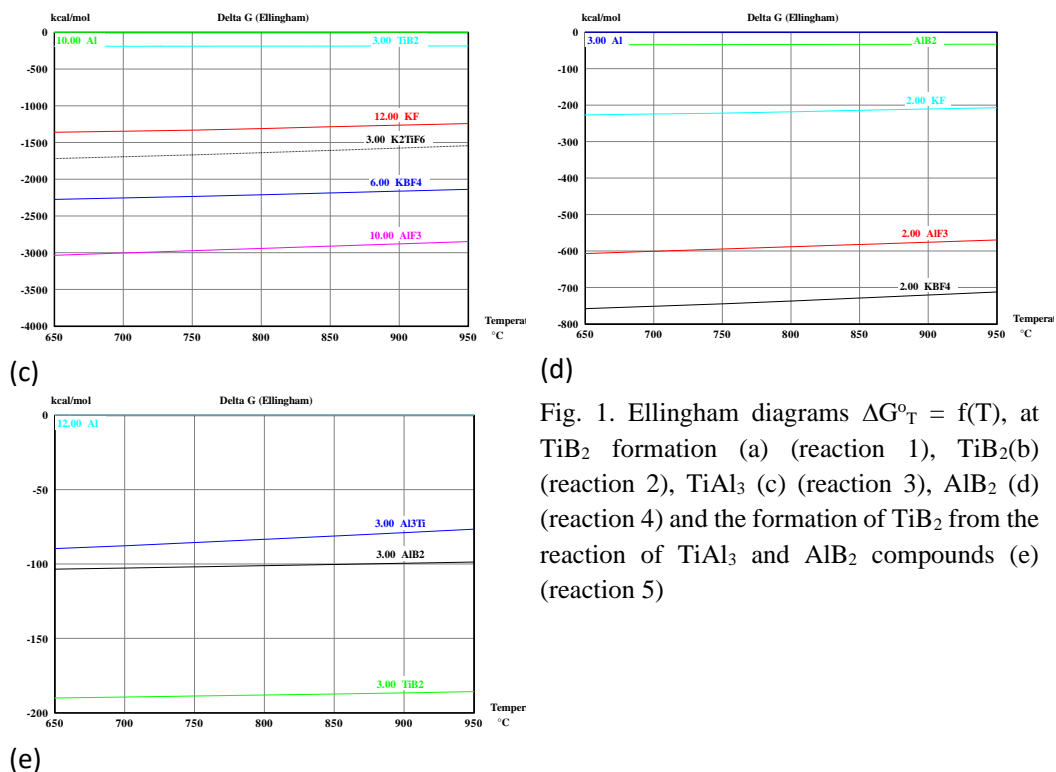 kcal/mol Delta G (Ellingham)
0
10.00 Al 3.00 TiB2
-500
-1000
12.00 KF
-1500
3.00 K2TiF6
-2000
6.00 KBF4
-2500
10.00 AlF3
-3000
-3500
-4000
Temperat
650 700 750 800 850 900 950
°C
(c)
kcal/mol Delta G (Ellingham)
0
3.00 Al AlB2
-100
-200
2.00 KF
-300
-400
-500
2.00 AlF3
-600
-700
2.00 KBF4
-800
Temperat
650 700 750 800 850 900 950
°C
(d)
kcal/mol Delta G (Ellingham)
0
12.00 Al
-50
3.00 Al3Ti
3.00 AlB2
-100
-150
3.00 TiB2
-200
Temper
650 700 750 800 850 900 950
°C
(e)
Fig. 1. Ellingham diagrams ΔG°T = f(T), at
TiB2 formation (a) (reaction 1), TiB2(b)
(reaction 2), TiAl3 (c) (reaction 3), AlB2 (d)
(reaction 4) and the formation of TiB2 from the
reaction of TiAl3 and AlB2 compounds (e)
(reaction 5)